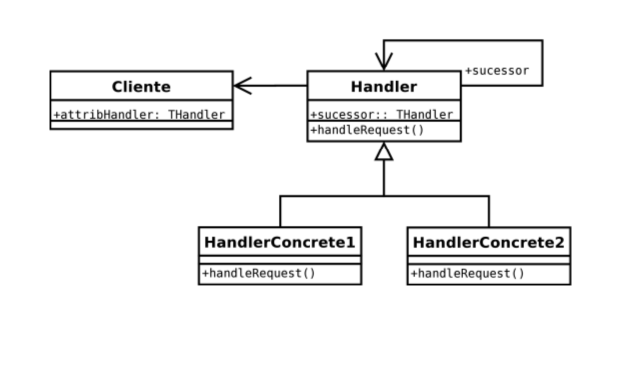 +sucessor
Cliente
+attribHandler: THandler
Handler
+sucessor:: THandler
+handleRequest()
HandlerConcrete1
+handleRequest()
HandlerConcrete2
+handleRequest()